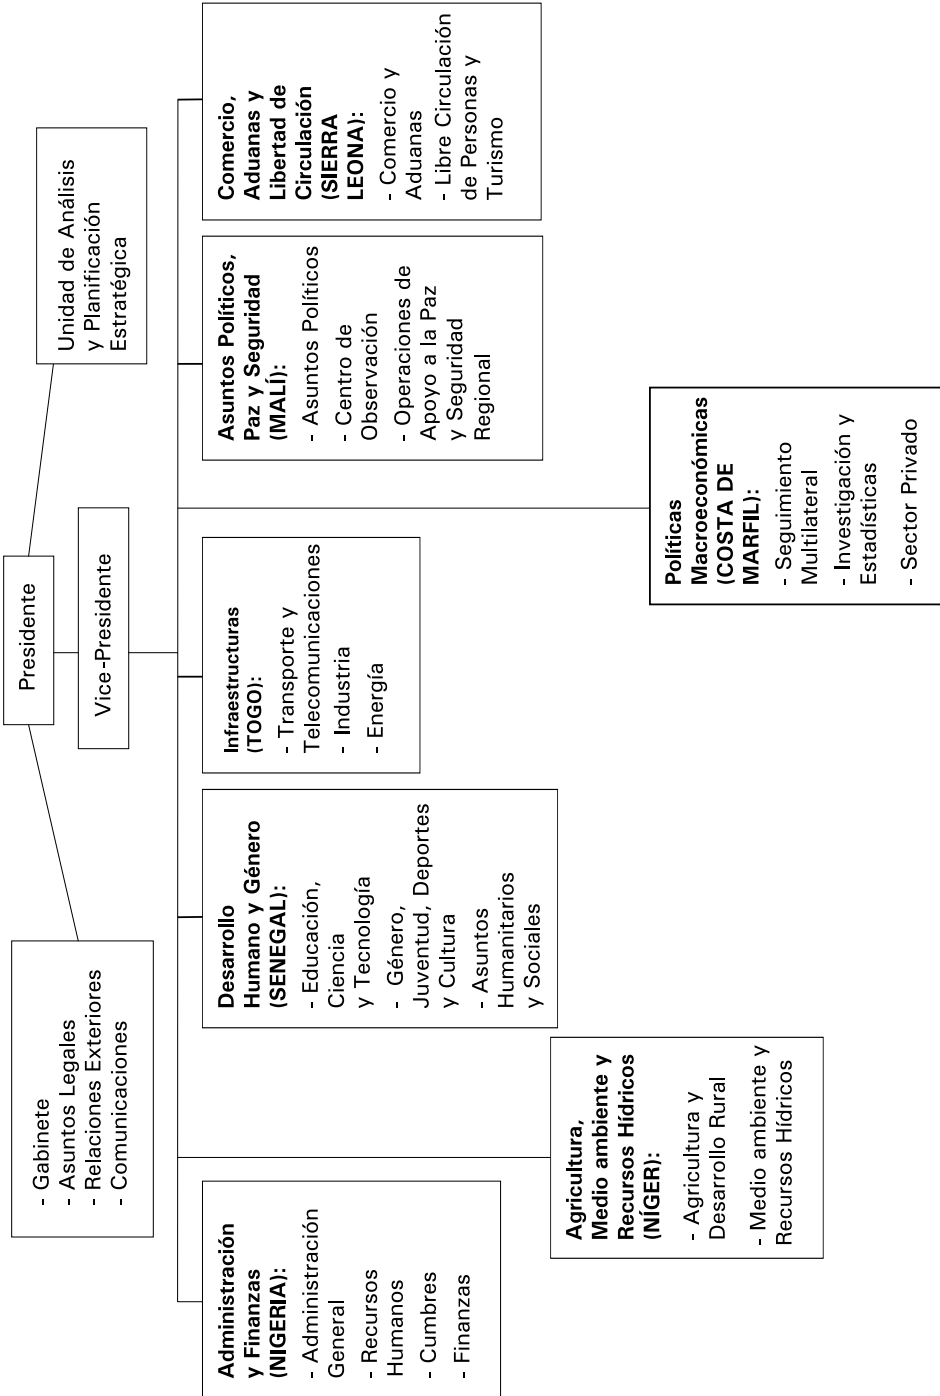 Presidente
Vice-Presidente
- Gabinete
- Asuntos Legales
- Relaciones Exteriores
- Comunicaciones
Unidad de Análisis
y Planificación
Estratégica
Administración
y Finanzas
(NIGERIA):
- Administración
General
- Recursos
Humanos
- Cumbres
- Finanzas
Agricultura,
Medio ambiente y
Recursos Hídricos
(NÍGER):
- Agricultura y
Desarrollo Rural
- Medio ambiente y
Recursos Hídricos
Desarrollo
Humano y Género
(SENEGAL):
- Educación,
Ciencia
y Tecnología
- Género,
Juventud, Deportes
y Cultura
- Asuntos
Humanitarios
y Sociales
Infraestructuras
(TOGO):
- Transporte y
Telecomunicaciones
- Industria
- Energía
Políticas
Macroeconómicas
(COSTA DE
MARFIL):
- Seguimiento
Multilateral
- Investigación y
Estadísticas
- Sector Privado
Asuntos Políticos,
Paz y Seguridad
(MALÍ):
- Asuntos Políticos
- Centro de
Observación
- Operaciones de
Apoyo a la Paz
y Seguridad
Regional
Comercio,
Aduanas y
Libertad de
Circulación
(SIERRA
LEONA):
- Comercio y
Aduanas
- Libre Circulación
de Personas y
Turismo